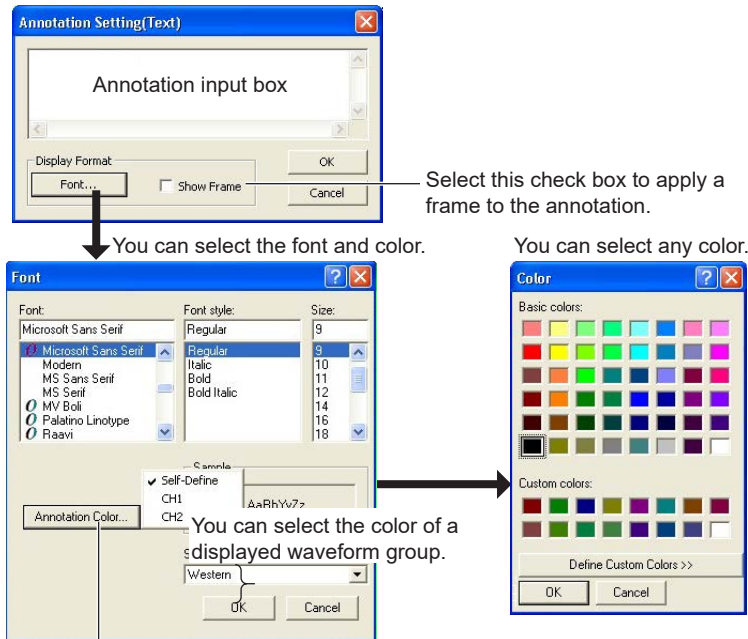 Annotation Setting(Text)
Annotation input box
Display Format
Font...
Show Frame
OK
Cancel
Select this check box to apply a
frame to the annotation.
You can select the font and color.
You can select any color.
Font
Font:
Font style:
Size:
Microsoft Sans Serif
Regular
9
Microsoft Sans Serif
Modern
MS Sans Serif
MS Serif
MV Boli
Palatino Linotype
Raavi
Regular
Italic
Bold
Bold Italic
9
10
11
12
14
16
18
Sample
AaBbYyZz
Annotation Color...
Self-Define
CH1
CH2
You can select the color of a
displayed waveform group.
Western
OK
Cancel
Color
Basic colors:
Custom colors:
Define Custom Colors >>
OK
Cancel